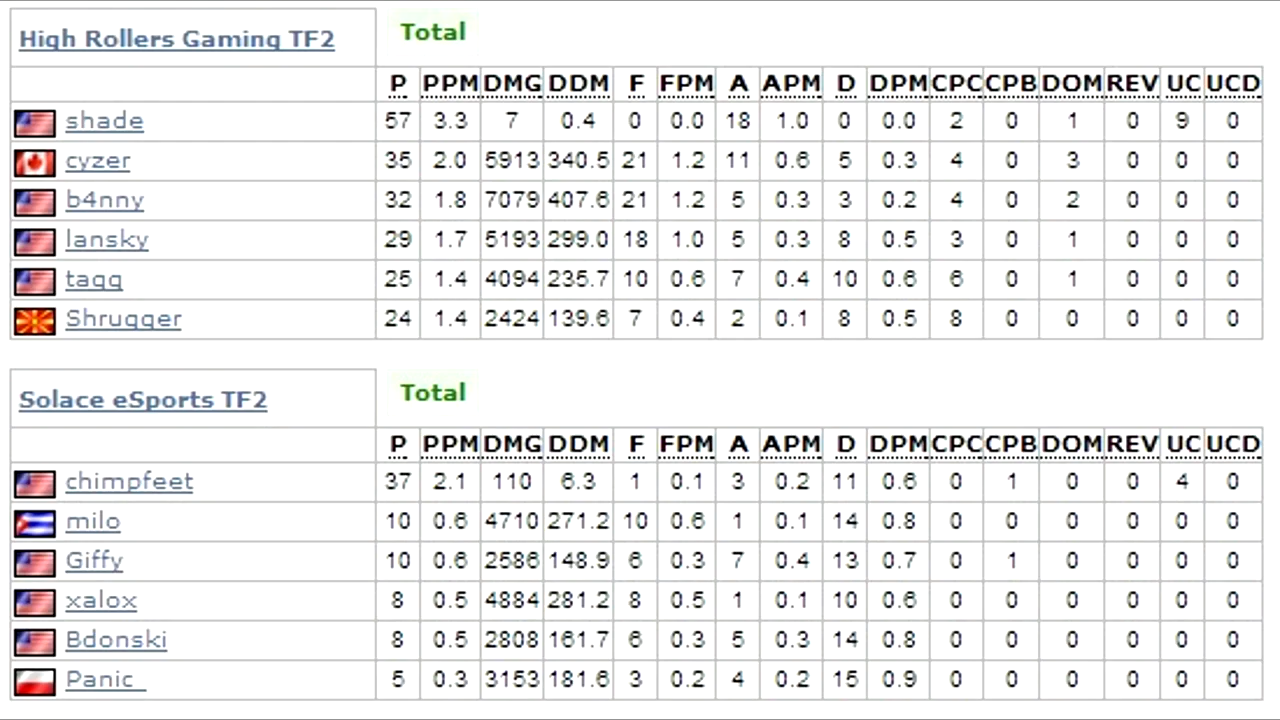 High Rollers Gaming TF2 Total
P PPM DMG DDM F FPM A APM D DPM CPC CPB DOM REV UC UCD
shade 57 3.3 7 0.4 0 0.0 18 1.0 0 0.0 2 0 1 0 9 0
cyzer 35 2.0 5913 340.5 21 1.2 11 0.6 5 0.3 4 0 3 0 0 0
b4nny 32 1.8 7079 407.6 21 1.2 5 0.3 3 0.2 4 0 2 0 0 0
lansky 29 1.7 5193 299.0 18 1.0 5 0.3 8 0.5 3 0 1 0 0 0
tagg 25 1.4 4094 235.7 10 0.6 7 0.4 10 0.6 6 0 1 0 0 0
Shrugger 24 1.4 2424 139.6 7 0.4 2 0.1 8 0.5 8 0 0 0 0 0
Solace eSports TF2 Total
P PPM DMG DDM F FPM A APM D DPM CPC CPB DOM REV UC UCD
chimpfeet 37 2.1 110 6.3 1 0.1 3 0.2 11 0.6 0 1 0 0 4 0
milo 10 0.6 4710 271.2 10 0.6 1 0.1 14 0.8 0 0 0 0 0 0
Giffy 10 0.6 2586 148.9 6 0.3 7 0.4 13 0.7 0 1 0 0 0 0
xalox 8 0.5 4884 281.2 8 0.5 1 0.1 10 0.6 0 0 0 0 0 0
Bdonski 8 0.5 2808 161.7 6 0.3 5 0.3 14 0.8 0 0 0 0 0 0
Panic_ 5 0.3 3153 181.6 3 0.2 4 0.2 15 0.9 0 0 0 0 0 0